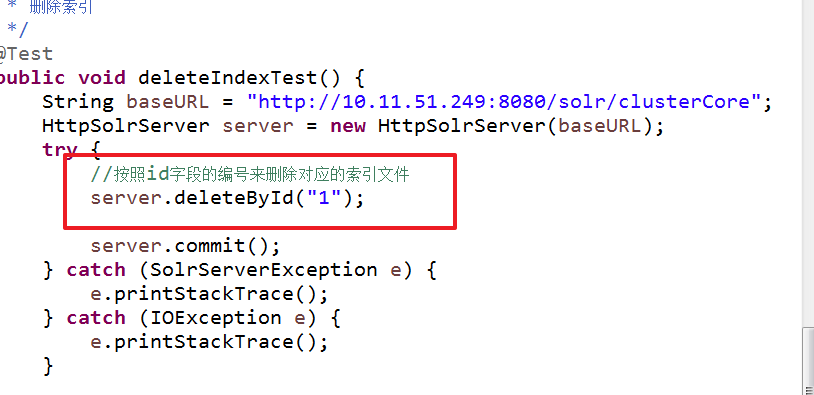 * 删除索引
*/
@Test
public void deleteIndexTest() {
String baseURL = "http://10.11.51.249:8080/solr/clusterCore";
HttpSolrServer server = new HttpSolrServer(baseURL);
try {
//按照id字段的编号来删除对应的索引文件
server.deleteById("1");
server.commit();
} catch (SolrServerException e) {
e.printStackTrace();
} catch (IOException e) {
e.printStackTrace();
}